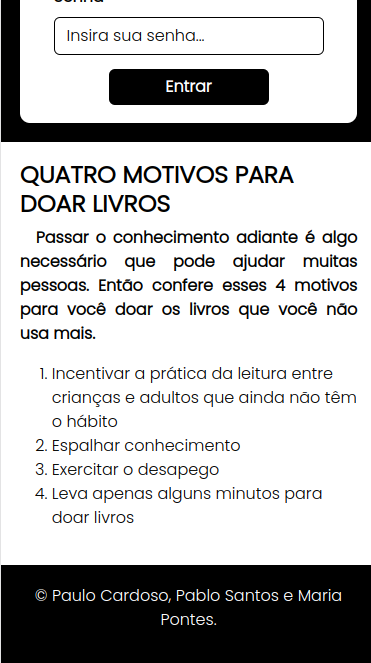 Insira sua senha...
Entrar
QUATRO MOTIVOS PARA
DOAR LIVROS
Passar o conhecimento adiante é algo
necessário que pode ajudar muitas
pessoas. Então confere esses 4 motivos
para você doar os livros que você não
usa mais.
1. Incentivar a prática da leitura entre
crianças e adultos que ainda não têm
o hábito
2. Espalhar conhecimento
3. Exercitar o desapego
4. Leva apenas alguns minutos para
doar livros
© Paulo Cardoso, Pablo Santos e Maria
Pontes.